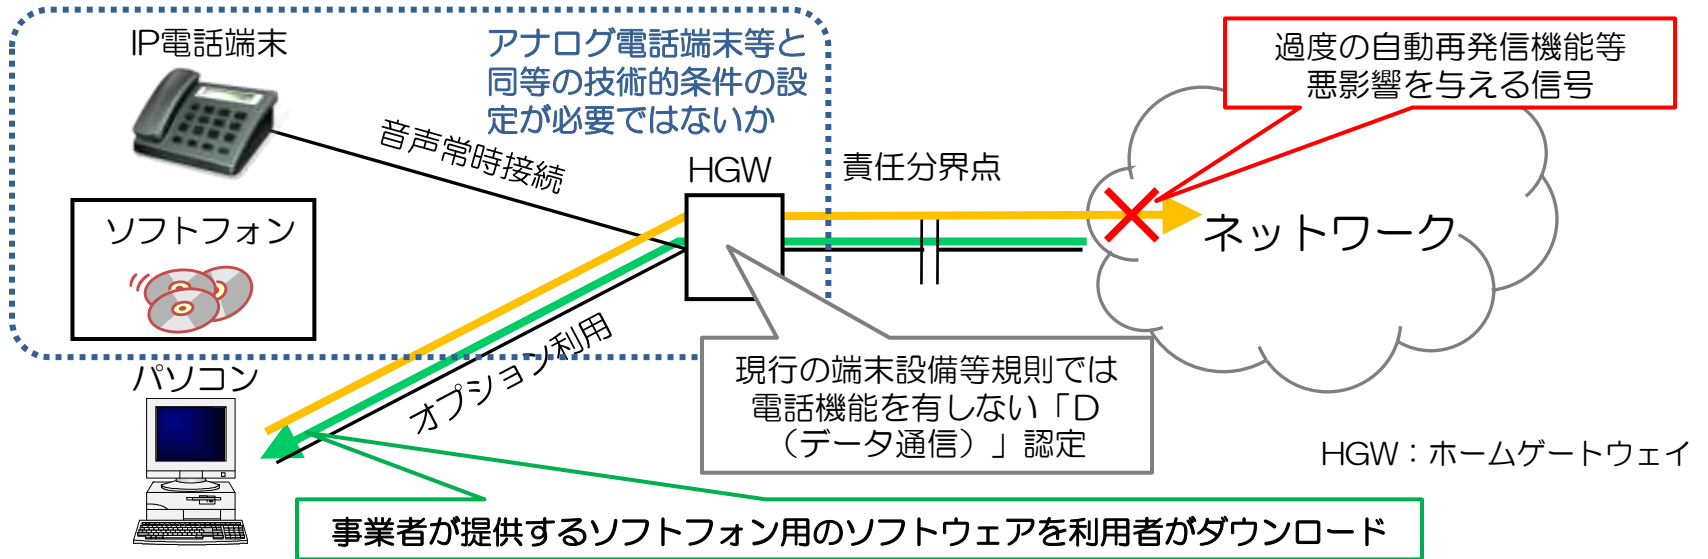 IP電話端末
アナログ電話端末等と
同等の技術的条件の設
定が必要ではないか
過度の自動再発信機能等
悪影響を与える信号
音声常時接続
HGW
責任分界点
ソフトフォン
ネットワーク
オプション利用
パソコン
現行の端末設備等規則では
電話機能を有しない「D
（データ通信）」認定
HGW：ホームゲートウェイ
事業者が提供するソフトフォン用のソフトウェアを利用者がダウンロード